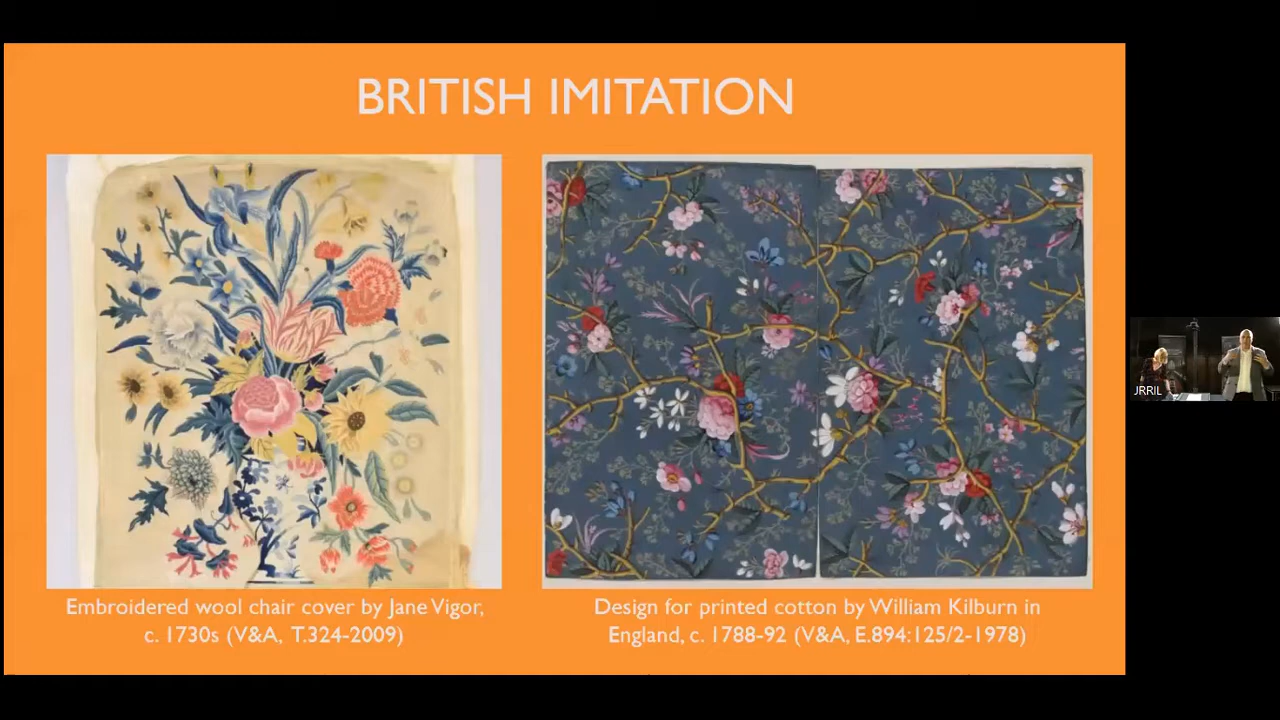 BRITISH IMITATION
Embroidered wool chair cover by Jane Vigor,
c. 1730s (V&A, T.324-2009)
Design for printed cotton by William Kilburn in
England, c. 1788-92 (V&A, E.894:125/2-1978)
JRRIL